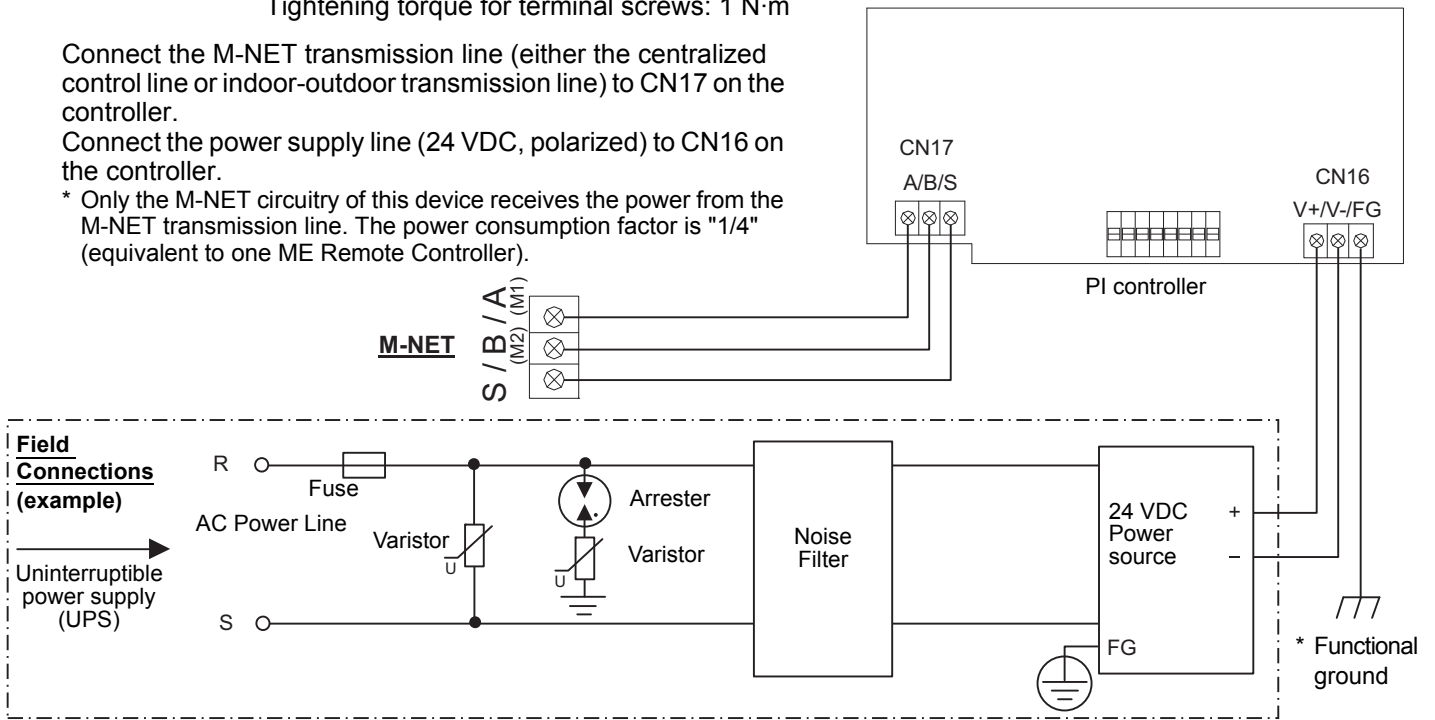 Tightening torque for terminal screws: 1 N·m
Connect the M-NET transmission line (either the centralized
control line or indoor-outdoor transmission line) to CN17 on the
controller.
Connect the power supply line (24 VDC, polarized) to CN16 on
the controller.
* Only the M-NET circuitry of this device receives the power from the
M-NET transmission line. The power consumption factor is "1/4"
(equivalent to one ME Remote Controller).
CN17
A/B/S
CN16
V+/V-/FG
PI controller
M-NET
S / B / A
(M2) (M1)
Field
Connections
(example)
Uninterruptible
power supply
(UPS)
R
Fuse
AC Power Line
S
Varistor
U
Arrester
Varistor
U
Noise
Filter
24 VDC
Power
source
+
−
FG
* Functional
ground